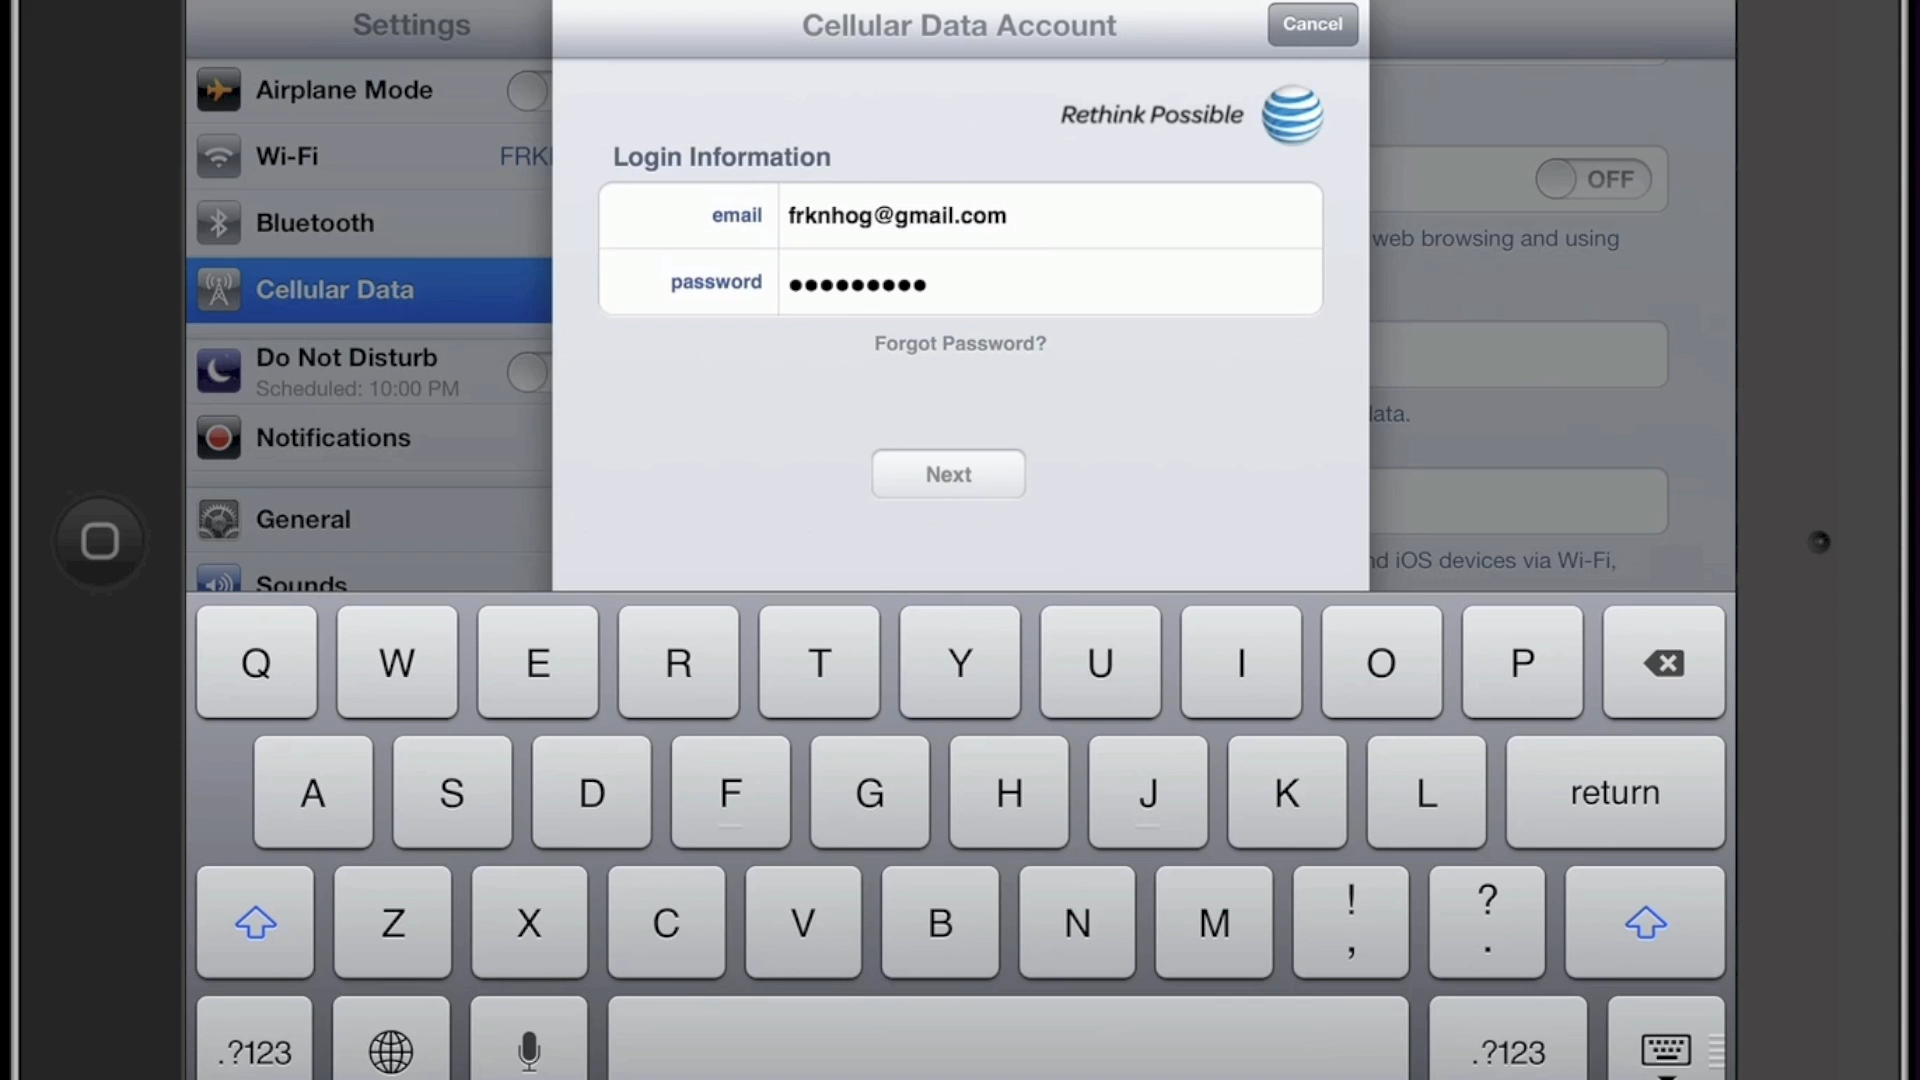 Settings
Cellular Data Account
Cancel
Airplane Mode
Wi-Fi
Bluetooth
Cellular Data
Do Not Disturb
Scheduled: 10:00 PM
Notifications
General
Sounds
Rethink Possible
Login Information
email frknhog@gmail.com
password •••••••••
Forgot Password?
Next
OFF
web browsing and using
data.
iOS devices via Wi-Fi,
Q W E R T Y U I O P
A S D F G H J K L return
Z X C V B N M ! , ? .
.?123 .?123